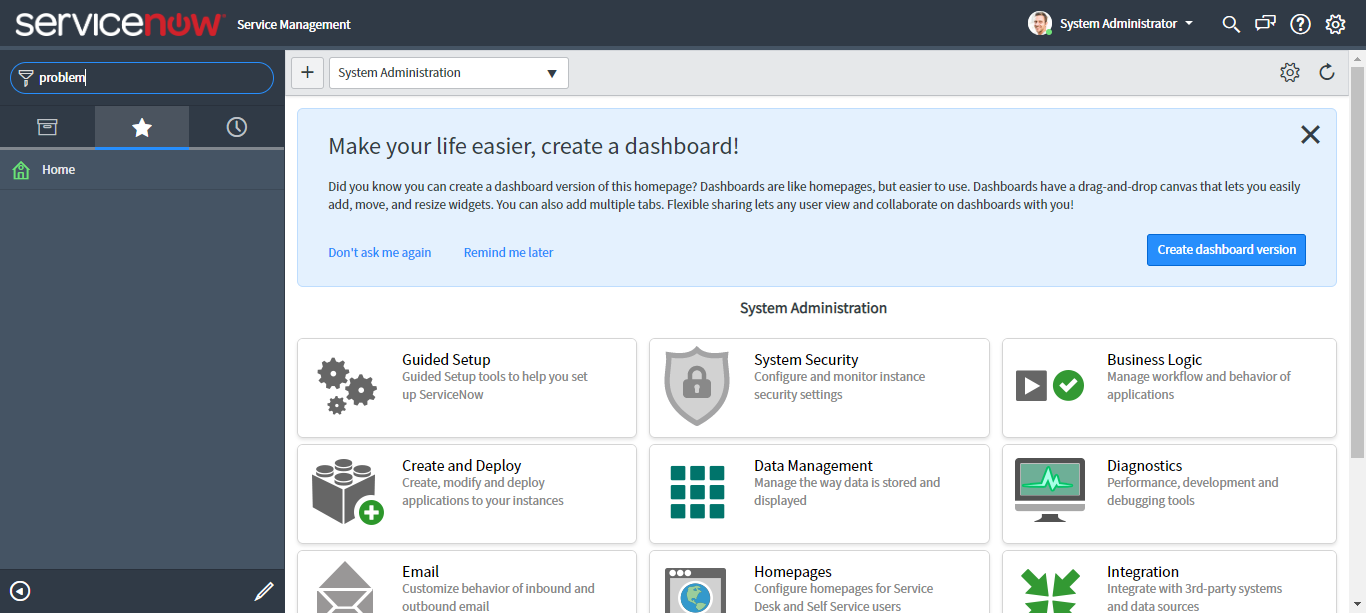 servicenow Service Management
System Administrator
problem
System Administration
Home
Make your life easier, create a dashboard!
Did you know you can create a dashboard version of this homepage? Dashboards are like homepages, but easier to use. Dashboards have a drag-and-drop canvas that lets you easily
add, move, and resize widgets. You can also add multiple tabs. Flexible sharing lets any user view and collaborate on dashboards with you!
Don't ask me again Remind me later Create dashboard version
System Administration
Guided Setup
Guided Setup tools to help you set
up ServiceNow
System Security
Configure and monitor instance
security settings
Business Logic
Manage workflow and behavior of
applications
Create and Deploy
Create, modify and deploy
applications to your instances
Data Management
Manage the way data is stored and
displayed
Diagnostics
Performance, development and
debugging tools
Email
Customize behavior of inbound and
outbound email
Homepages
Configure homepages for Service
Desk and Self Service users
Integration
Integrate with 3rd-party systems
and data sources